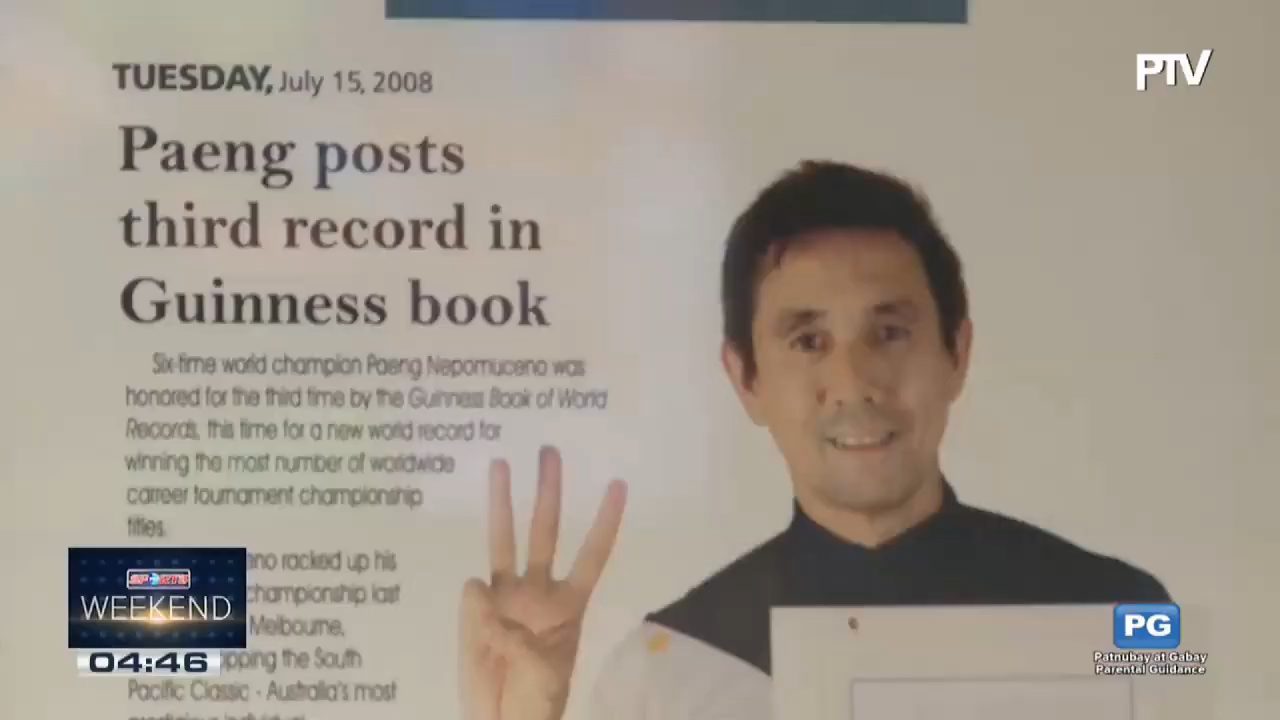 TUESDAY, July 15, 2008
PTV
Paeng posts
third record in
Guinness book
Six-time world champion Paeng Nepomuceno was
honored for the third time by the Guinness Book of World
Records, this time for a new world record for
winning the most number of worldwide
carreer tournament championship
titles.
no racked up his
championship last
Melbourne,
pping the South
Pacific Classic - Australia's most
SPORTS
WEEKEND
04:46
PG
Patnubay at Gabay
Parental Guidance